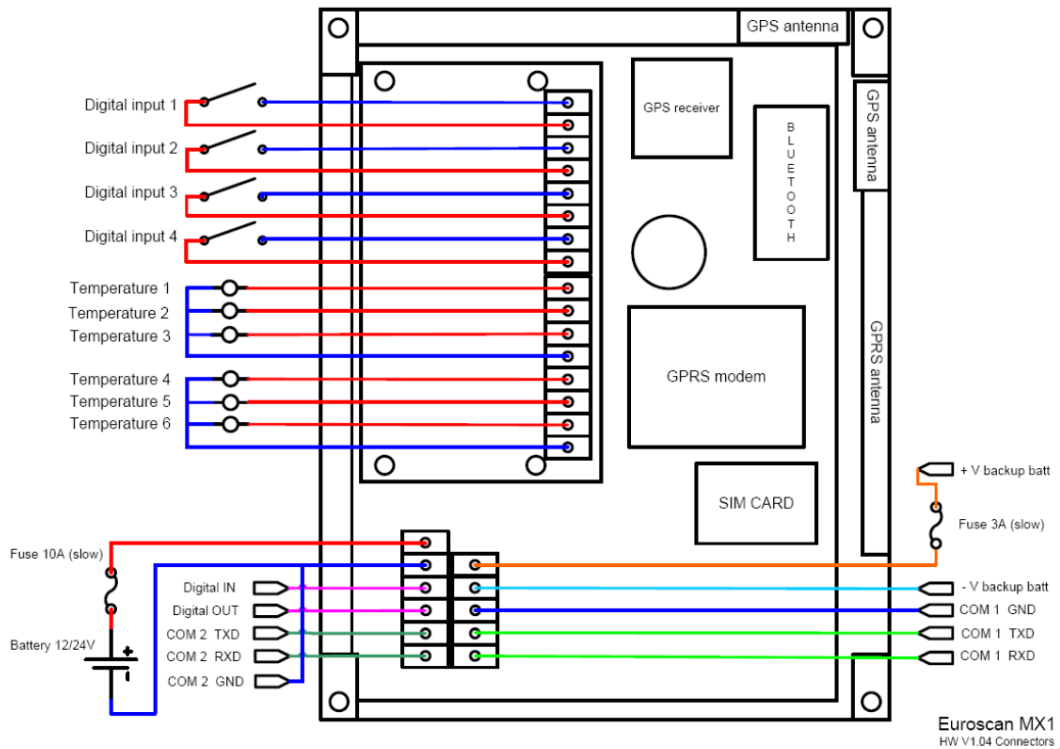 GPS antenna
GPS receiver
BLUETOOTH
GPS antenna
Digital input 1
Digital input 2
Digital input 3
Digital input 4
Temperature 1
Temperature 2
Temperature 3
Temperature 4
Temperature 5
Temperature 6
GPRS modem
GPRS antenna
SIM CARD
+ V backup batt
Fuse 3A (slow)
Fuse 10A (slow)
Digital IN
Digital OUT
COM 2 TXD
COM 2 RXD
COM 2 GND
Battery 12/24V
+
-
- V backup batt
COM 1 GND
COM 1 TXD
COM 1 RXD
Euroscan MX1
HW V1.04 Connectors